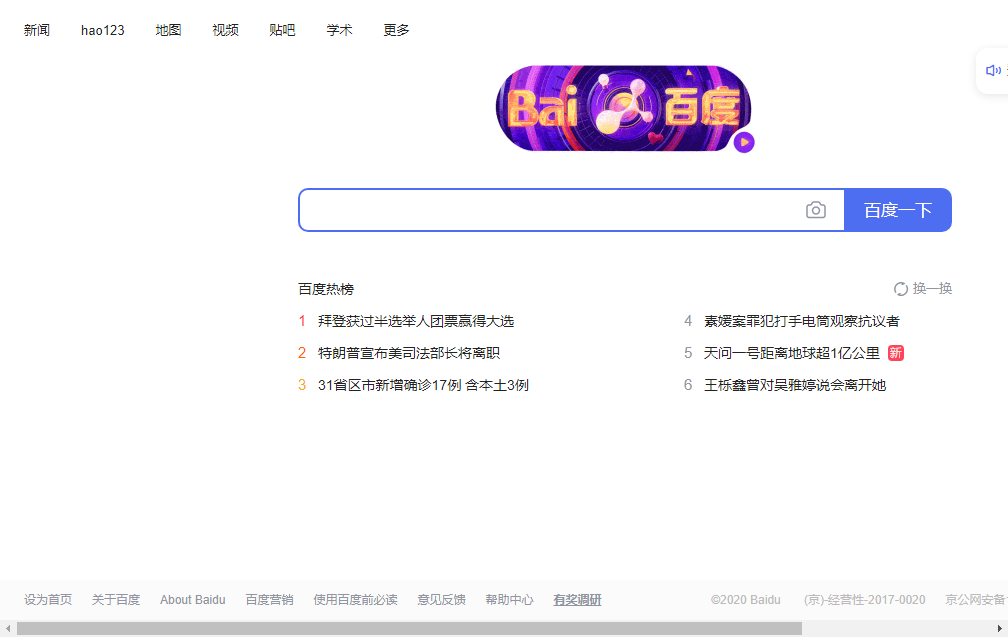 新闻 hao123 地图 视频 贴吧 学术 更多
Bai 百度
百度一下
百度热榜 换一换
1 拜登获过半选举人团票赢得大选
4 素媛案罪犯打手电筒观察抗议者
2 特朗普宣布美司法部长将离职
5 天问一号距离地球超1亿公里 新
3 31省区市新增确诊17例 含本土3例
6 王栎鑫曾对吴雅婷说会离开她
设为首页 关于百度 About Baidu 百度营销 使用百度前必读 意见反馈 帮助中心 有奖调研 ©2020 Baidu (京)-经营性-2017-0020 京公网安备